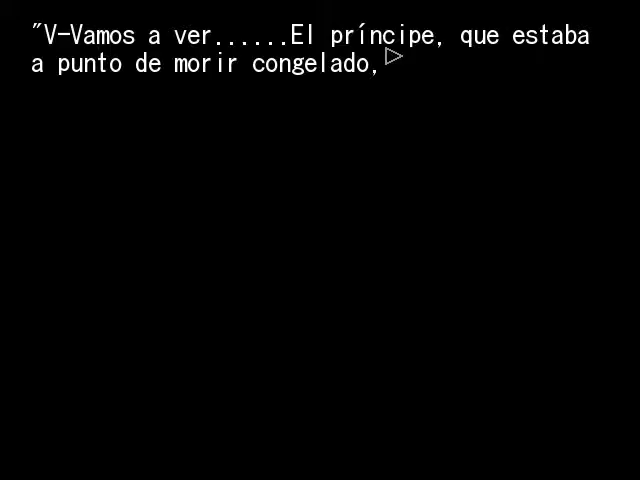 "V-Vamos a ver......El príncipe, que estaba
a punto de morir congelado,